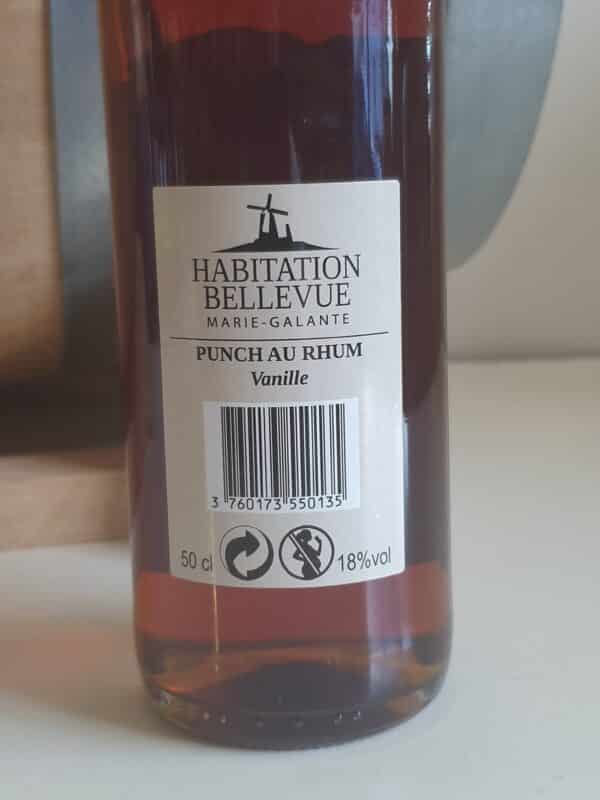 HABITATION
BELLEVUE
MARIE-GALANTE
PUNCH AU RHUM
Vanille
3 760173 550135
50 cl 18%vol